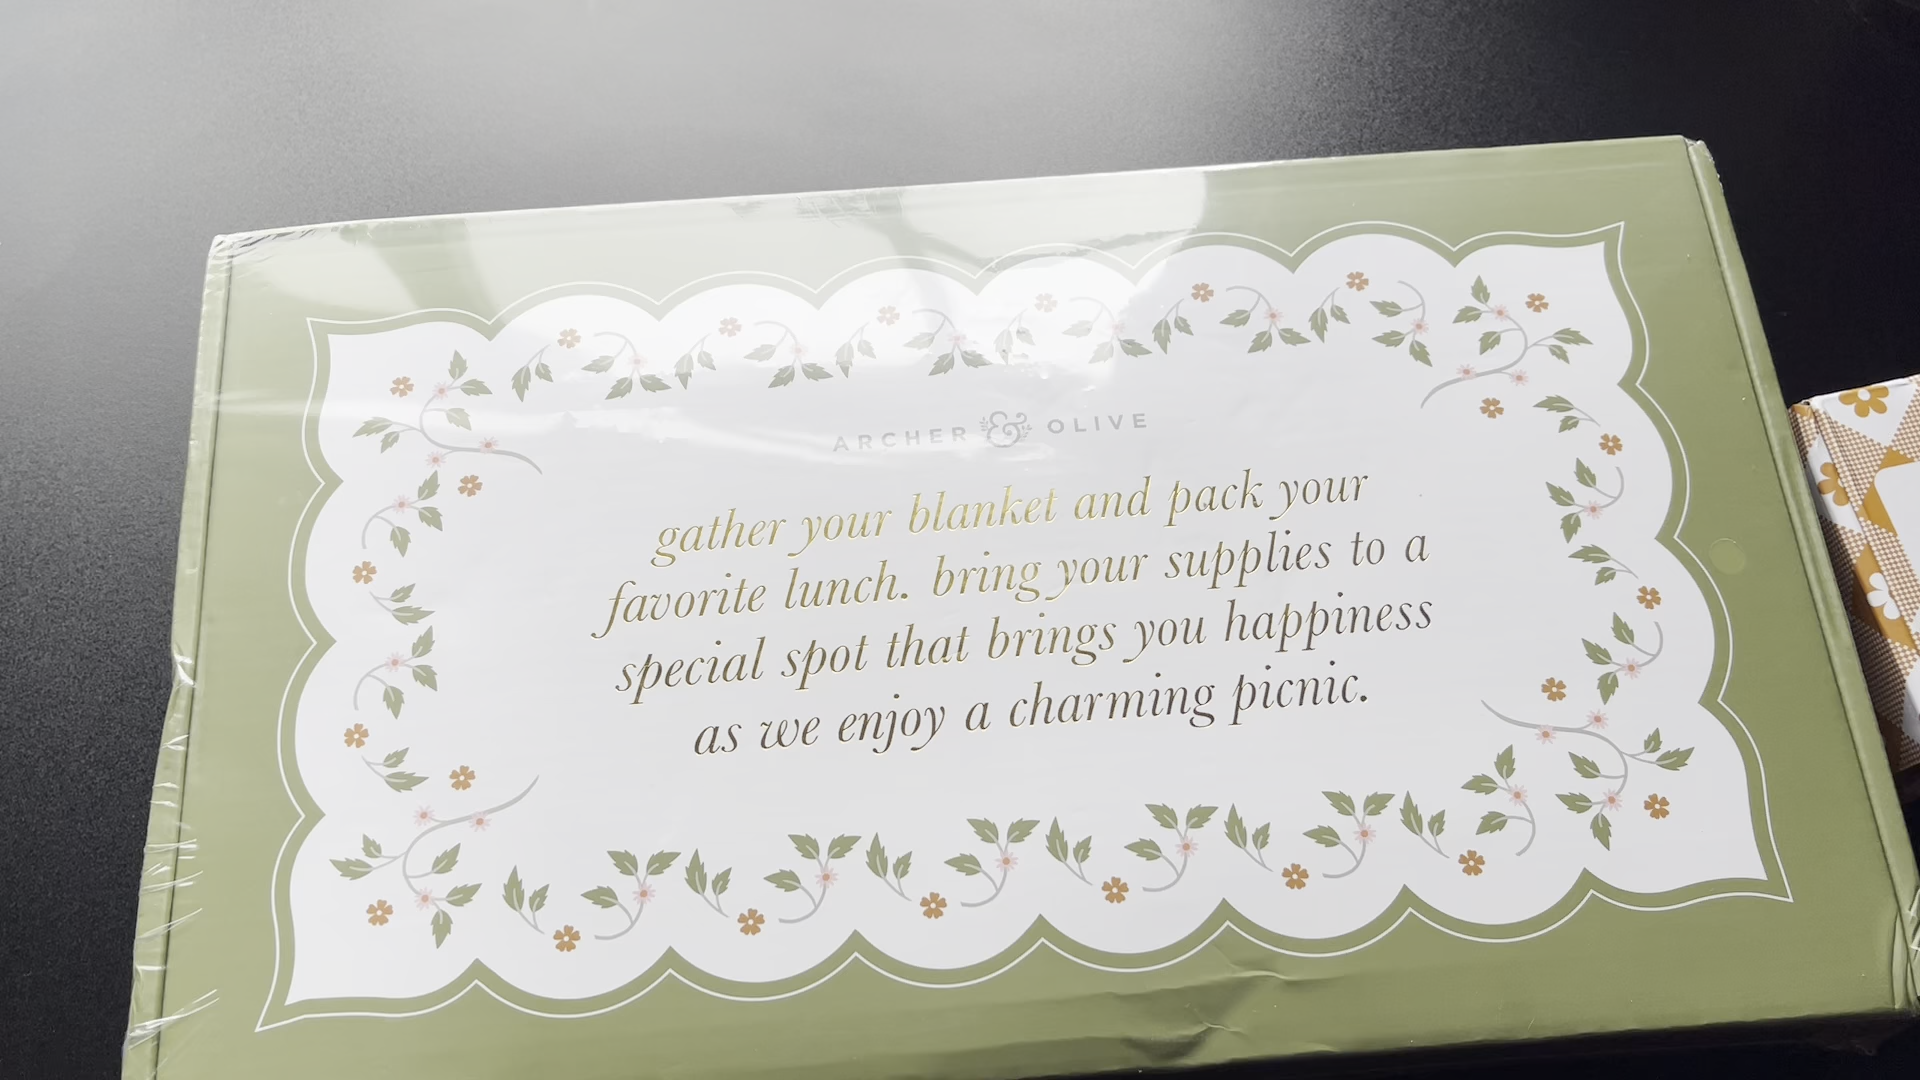 ARCHER & OLIVE
gather your blanket and pack your
favorite lunch. bring your supplies to a
special spot that brings you happiness
as we enjoy a charming picnic.